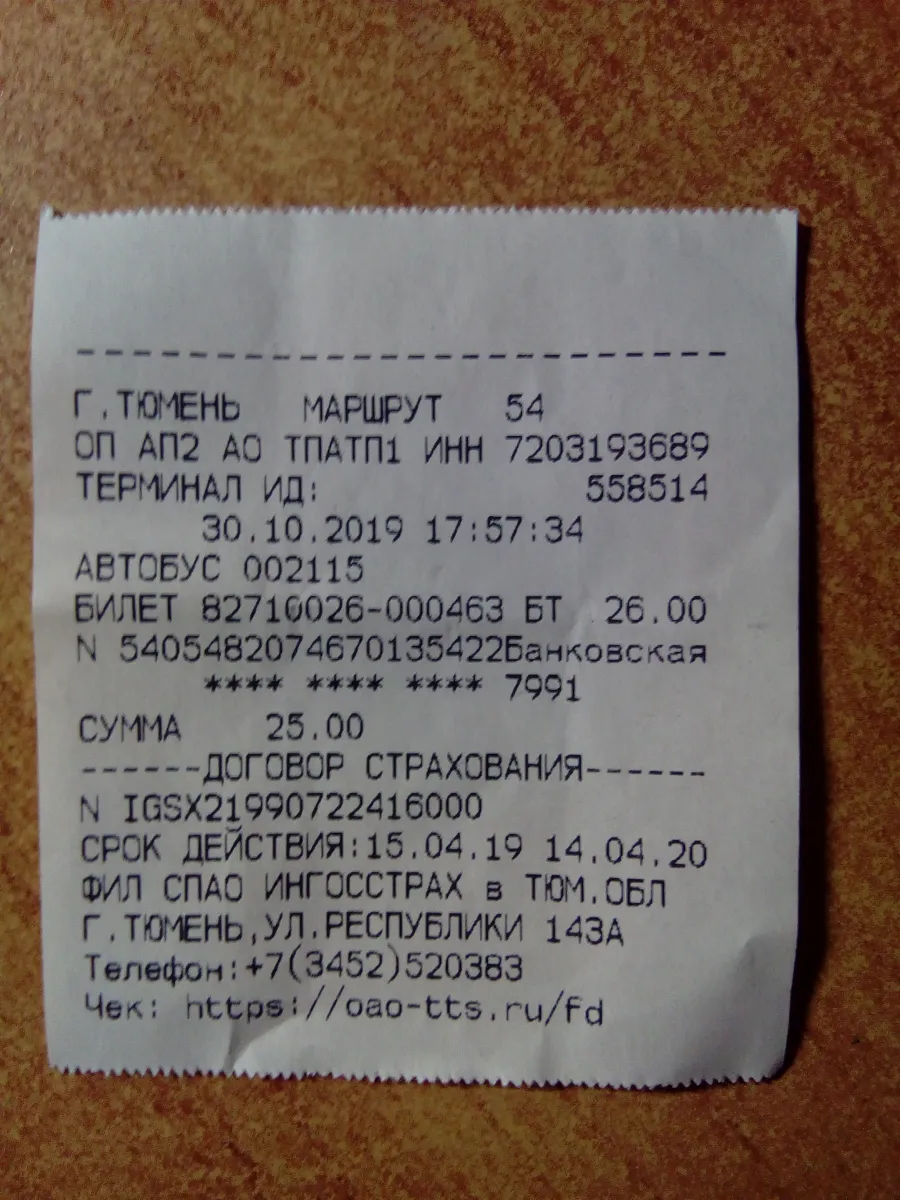 Г.ТЮМЕНЬ МАРШРУТ 54
ОП АП2 АО ТПАТП1 ИНН 7203193689
ТЕРМИНАЛ ИД: 558514
30.10.2019 17:57:34
АВТОБУС 002115
БИЛЕТ 82710026-000463 БТ 26.00
N 54054820746701354​22Банковская
**** **** **** 7991
СУММА 25.00
------ДОГОВОР СТРАХОВАНИЯ------
N IGSX21990722416000
СРОК ДЕЙСТВИЯ:15.04.19 14.04.20
ФИЛ СПАО ИНГОССТРАХ в ТЮМ.ОБЛ
Г.ТЮМЕНЬ,УЛ.РЕСПУБЛИКИ 143А
Телефон:+7(3452)520383
Чек: https://oao-tts.ru/fd